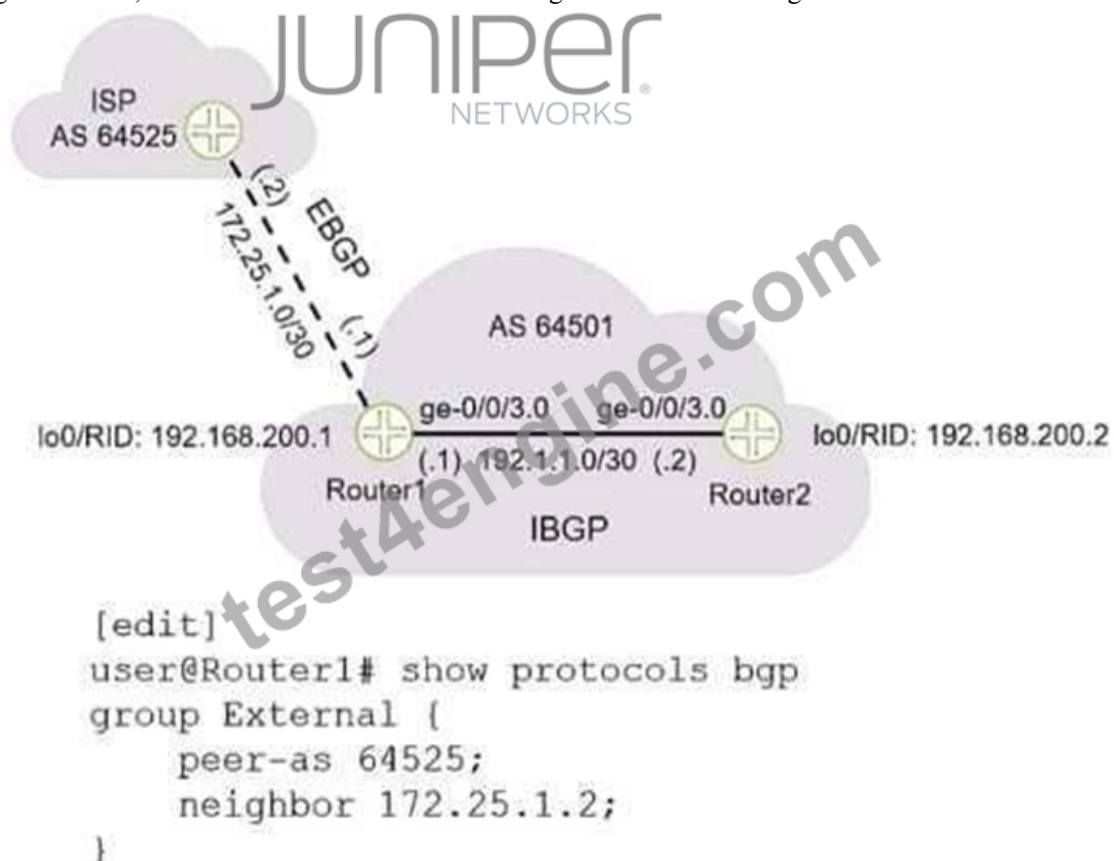 JUNIPER
NETWORKS
ISP
AS 64525
(.2)
EBGP
172.25.1.0/30
(.1)
AS 64501
ge-0/0/3.0 ge-0/0/3.0
lo0/RID: 192.168.200.1
lo0/RID: 192.168.200.2
(.1) 192.1.1.0/30 (.2)
Router1
Router2
IBGP
test4engine.com
[edit]
user@Router1# show protocols bgp
group External {
peer-as 64525;
neighbor 172.25.1.2;
}